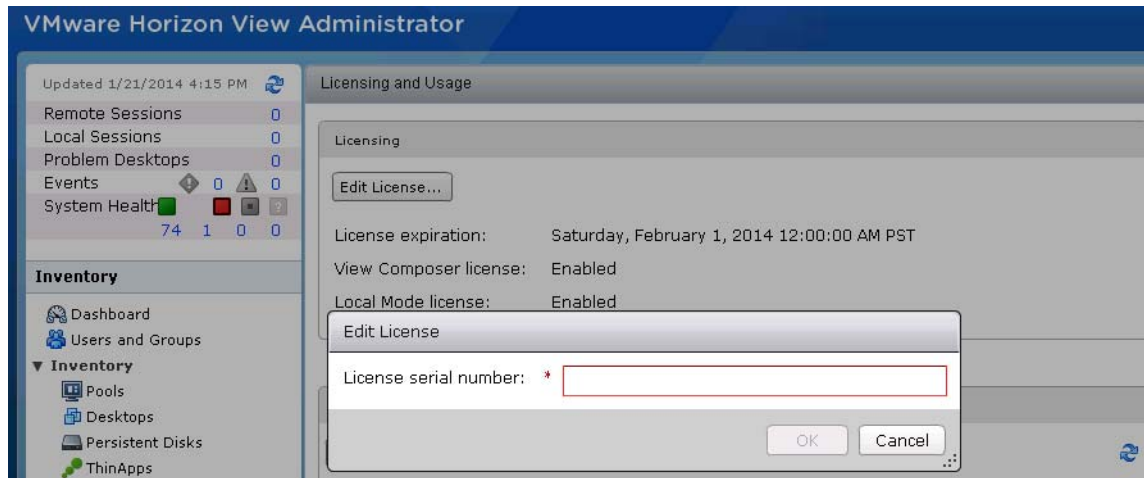 VMware Horizon View Administrator
Updated 1/21/2014 4:15 PM
Remote Sessions 0
Local Sessions 0
Problem Desktops 0
Events 0 0
System Health
74 1 0 0
Inventory
Dashboard
Users and Groups
Inventory
Pools
Desktops
Persistent Disks
ThinApps
Licensing and Usage
Licensing
Edit License...
License expiration: Saturday, February 1, 2014 12:00:00 AM PST
View Composer license: Enabled
Local Mode license: Enabled
Edit License
License serial number: *
OK Cancel